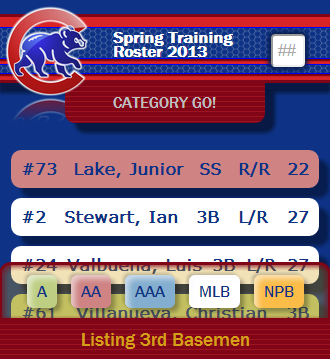 Spring Training
Roster 2013
##
CATEGORY GO!
#73 Lake, Junior SS R/R 22
#2 Stewart, Ian 3B L/R 27
#24 Valbuena, Luis 3B L/R 27
A AA AAA MLB NPB
#61 Villanueva, Christian 3B
Listing 3rd Basemen